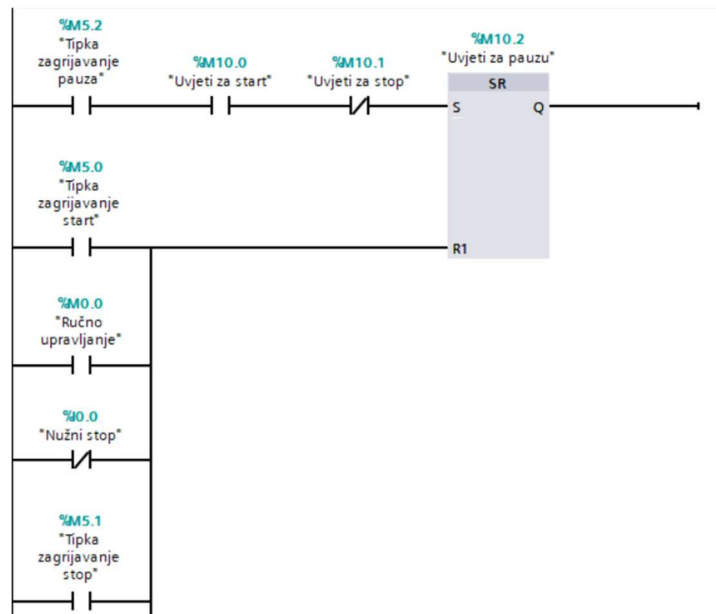 %M5.2
"Tipka
zagrijavanje
pauza"
%M10.0
"Uvjeti za start"
%M10.1
"Uvjeti za stop"
%M10.2
"Uvjeti za pauzu"
SR
S
Q
%M5.0
"Tipka
zagrijavanje
start"
R1
%M0.0
"Ručno
upravljanje"
%I0.0
"Nužni stop"
%M5.1
"Tipka
zagrijavanje
stop"